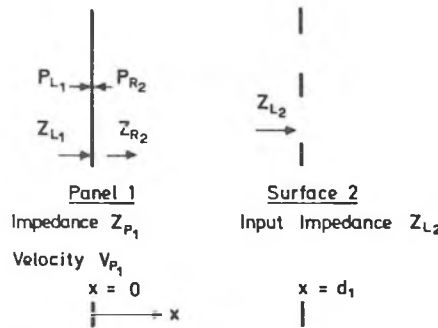 P_L1 P_R2
Z_L1 Z_R2
Z_L2
Panel 1
Surface 2
Impedance Z_P1
Input Impedance Z_L2
Velocity V_P1
x = 0
x
x = d_1